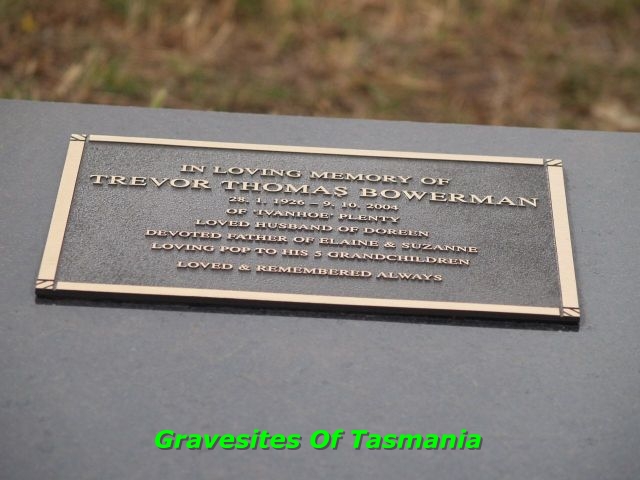 IN LOVING MEMORY OF
TREVOR THOMAS BOWERMAN
28. 1. 1926 – 9. 10. 2004
OF 'IVANHOE' PLENTY
LOVED HUSBAND OF DOREEN
DEVOTED FATHER OF ELAINE & SUZANNE
LOVING POP TO HIS 5 GRANDCHILDREN
LOVED & REMEMBERED ALWAYS
Gravesites Of Tasmania